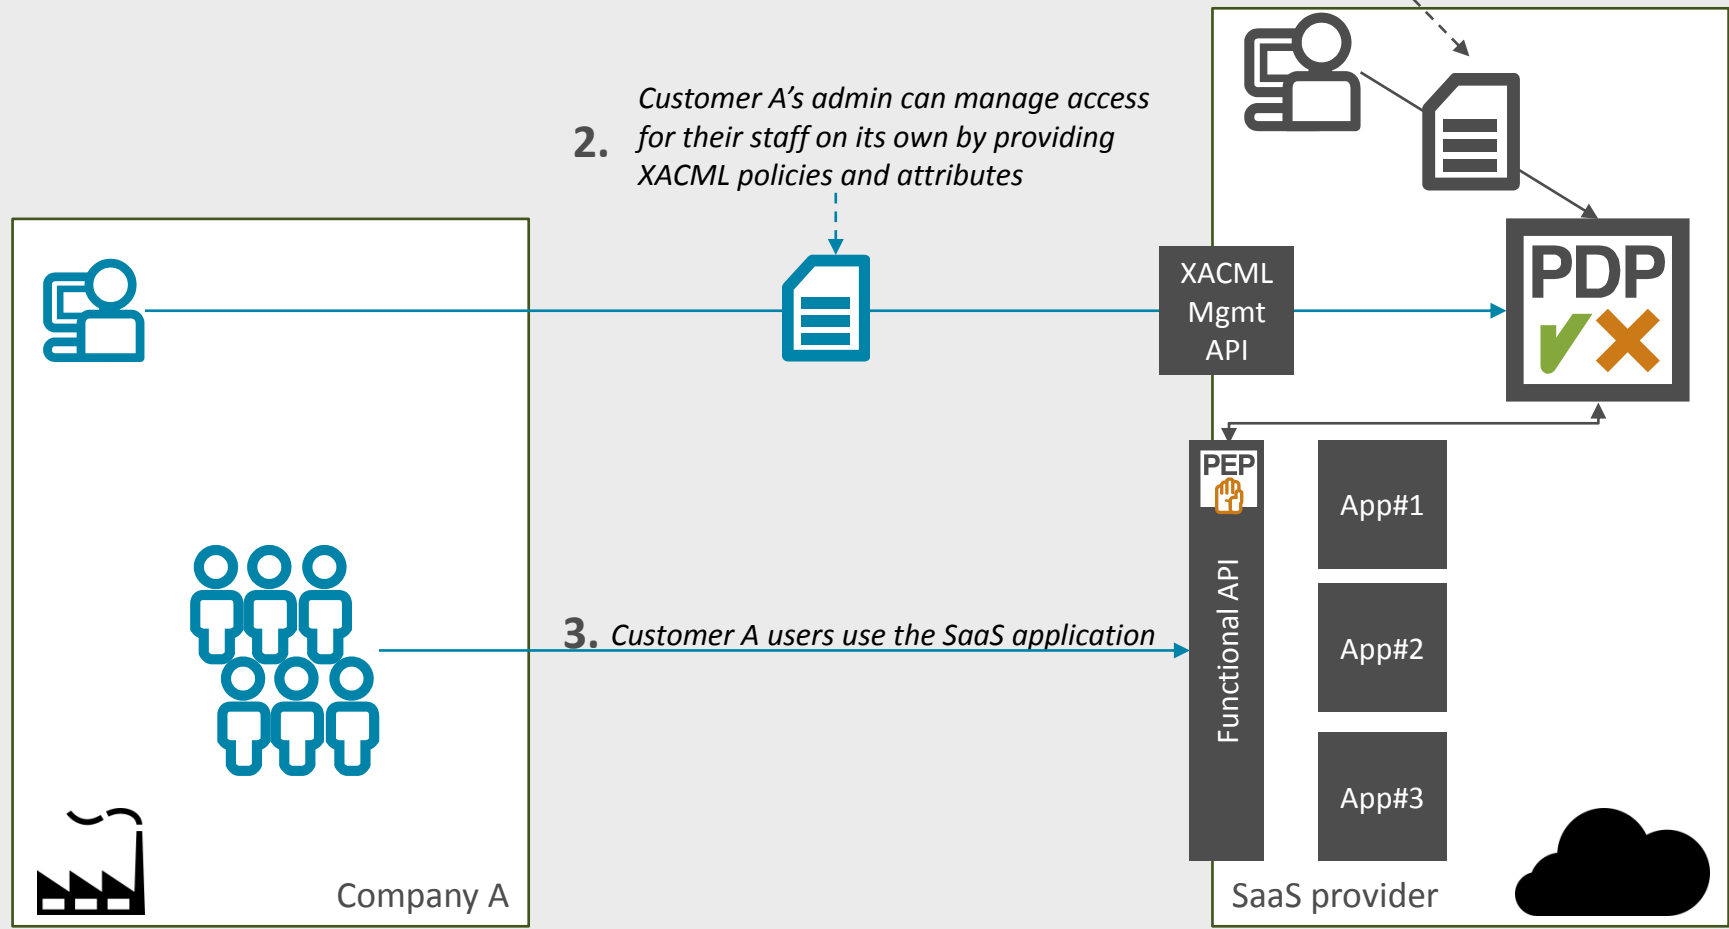 2. Customer A’s admin can manage access
for their staff on its own by providing
XACML policies and attributes
XACML
Mgmt
API
PDP
PEP
Functional API
App#1
App#2
App#3
3. Customer A users use the SaaS application
Company A
SaaS provider